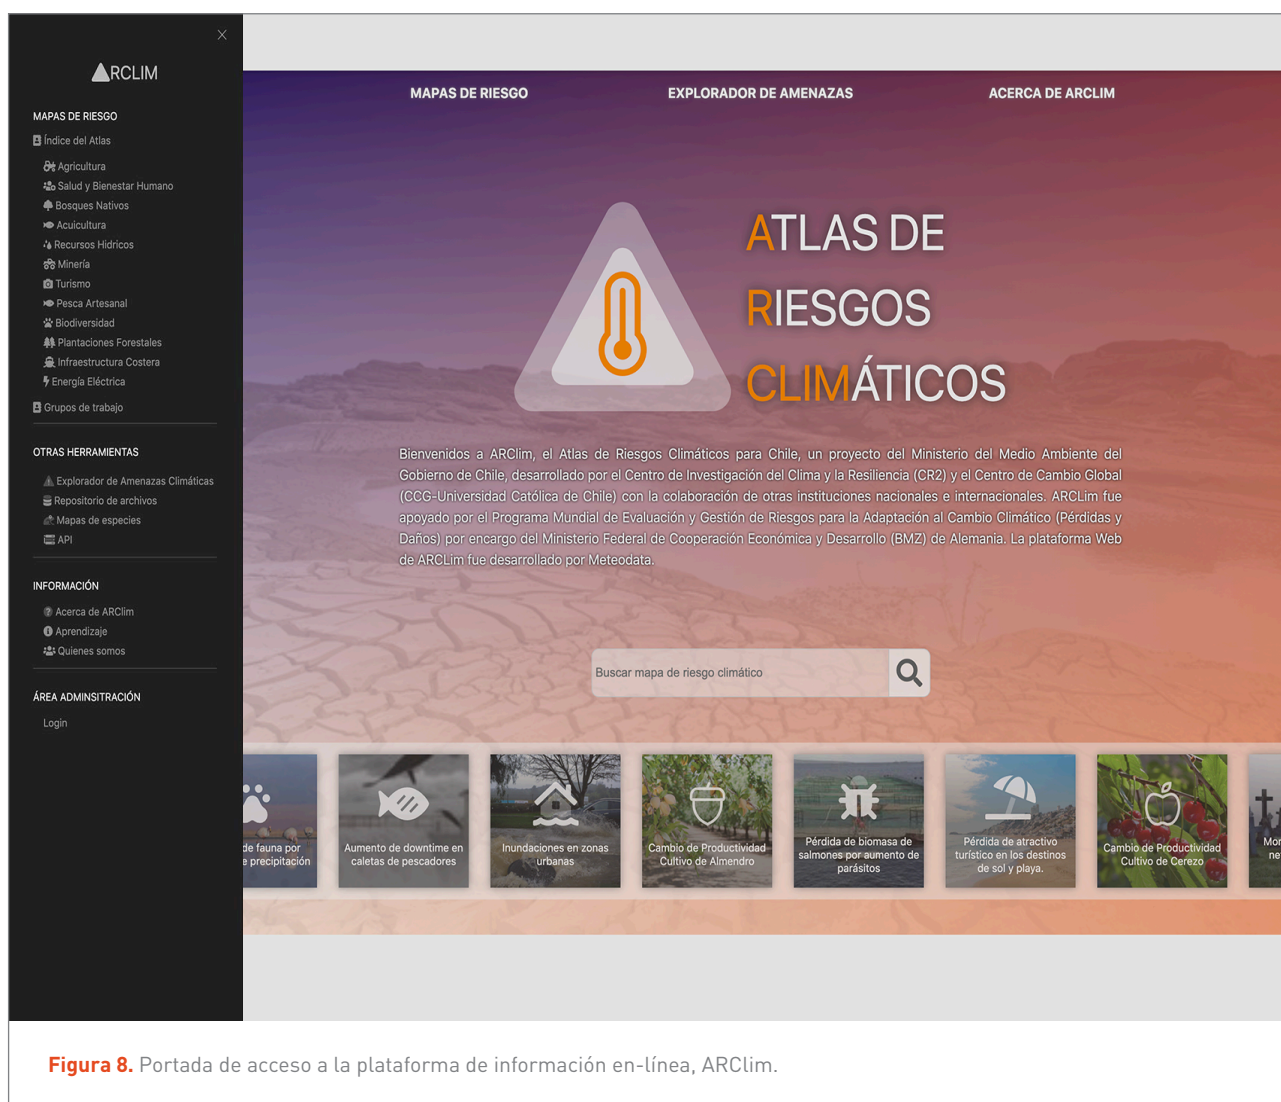 ARCLIM
MAPAS DE RIESGO
Índice del Atlas
Agricultura
Salud y Bienestar Humano
Bosques Nativos
Acuicultura
Recursos Hidricos
Minería
Turismo
Pesca Artesanal
Biodiversidad
Plantaciones Forestales
Infraestructura Costera
Energía Eléctrica
Grupos de trabajo
OTRAS HERRAMIENTAS
Explorador de Amenazas Climáticas
Repositorio de archivos
Mapas de especies
API
INFORMACIÓN
Acerca de ARClim
Aprendizaje
Quienes somos
ÁREA ADMINSITRACIÓN
Login
MAPAS DE RIESGO EXPLORADOR DE AMENAZAS ACERCA DE ARCLIM
ATLAS DE
RIESGOS
CLIMÁTICOS
Bienvenidos a ARClim, el Atlas de Riesgos Climáticos para Chile, un proyecto del Ministerio del Medio Ambiente del
Gobierno de Chile, desarrollado por el Centro de Investigación del Clima y la Resiliencia (CR2) y el Centro de Cambio Global
(CCG-Universidad Católica de Chile) con la colaboración de otras instituciones nacionales e internacionales. ARCLim fue
apoyado por el Programa Mundial de Evaluación y Gestión de Riesgos para la Adaptación al Cambio Climático (Pérdidas y
Daños) por encargo del Ministerio Federal de Cooperación Económica y Desarrollo (BMZ) de Alemania. La plataforma Web
de ARCLim fue desarrollado por Meteodata.
Buscar mapa de riesgo climático
de fauna por
e precipitación
Aumento de downtime en
caletas de pescadores
Inundaciones en zonas
urbanas
Cambio de Productividad
Cultivo de Almendro
Pérdida de biomasa de
salmones por aumento de
parásitos
Pérdida de atractivo
turístico en los destinos
de sol y playa.
Cambio de Productividad
Cultivo de Cerezo
Figura 8. Portada de acceso a la plataforma de información en-línea, ARClim.